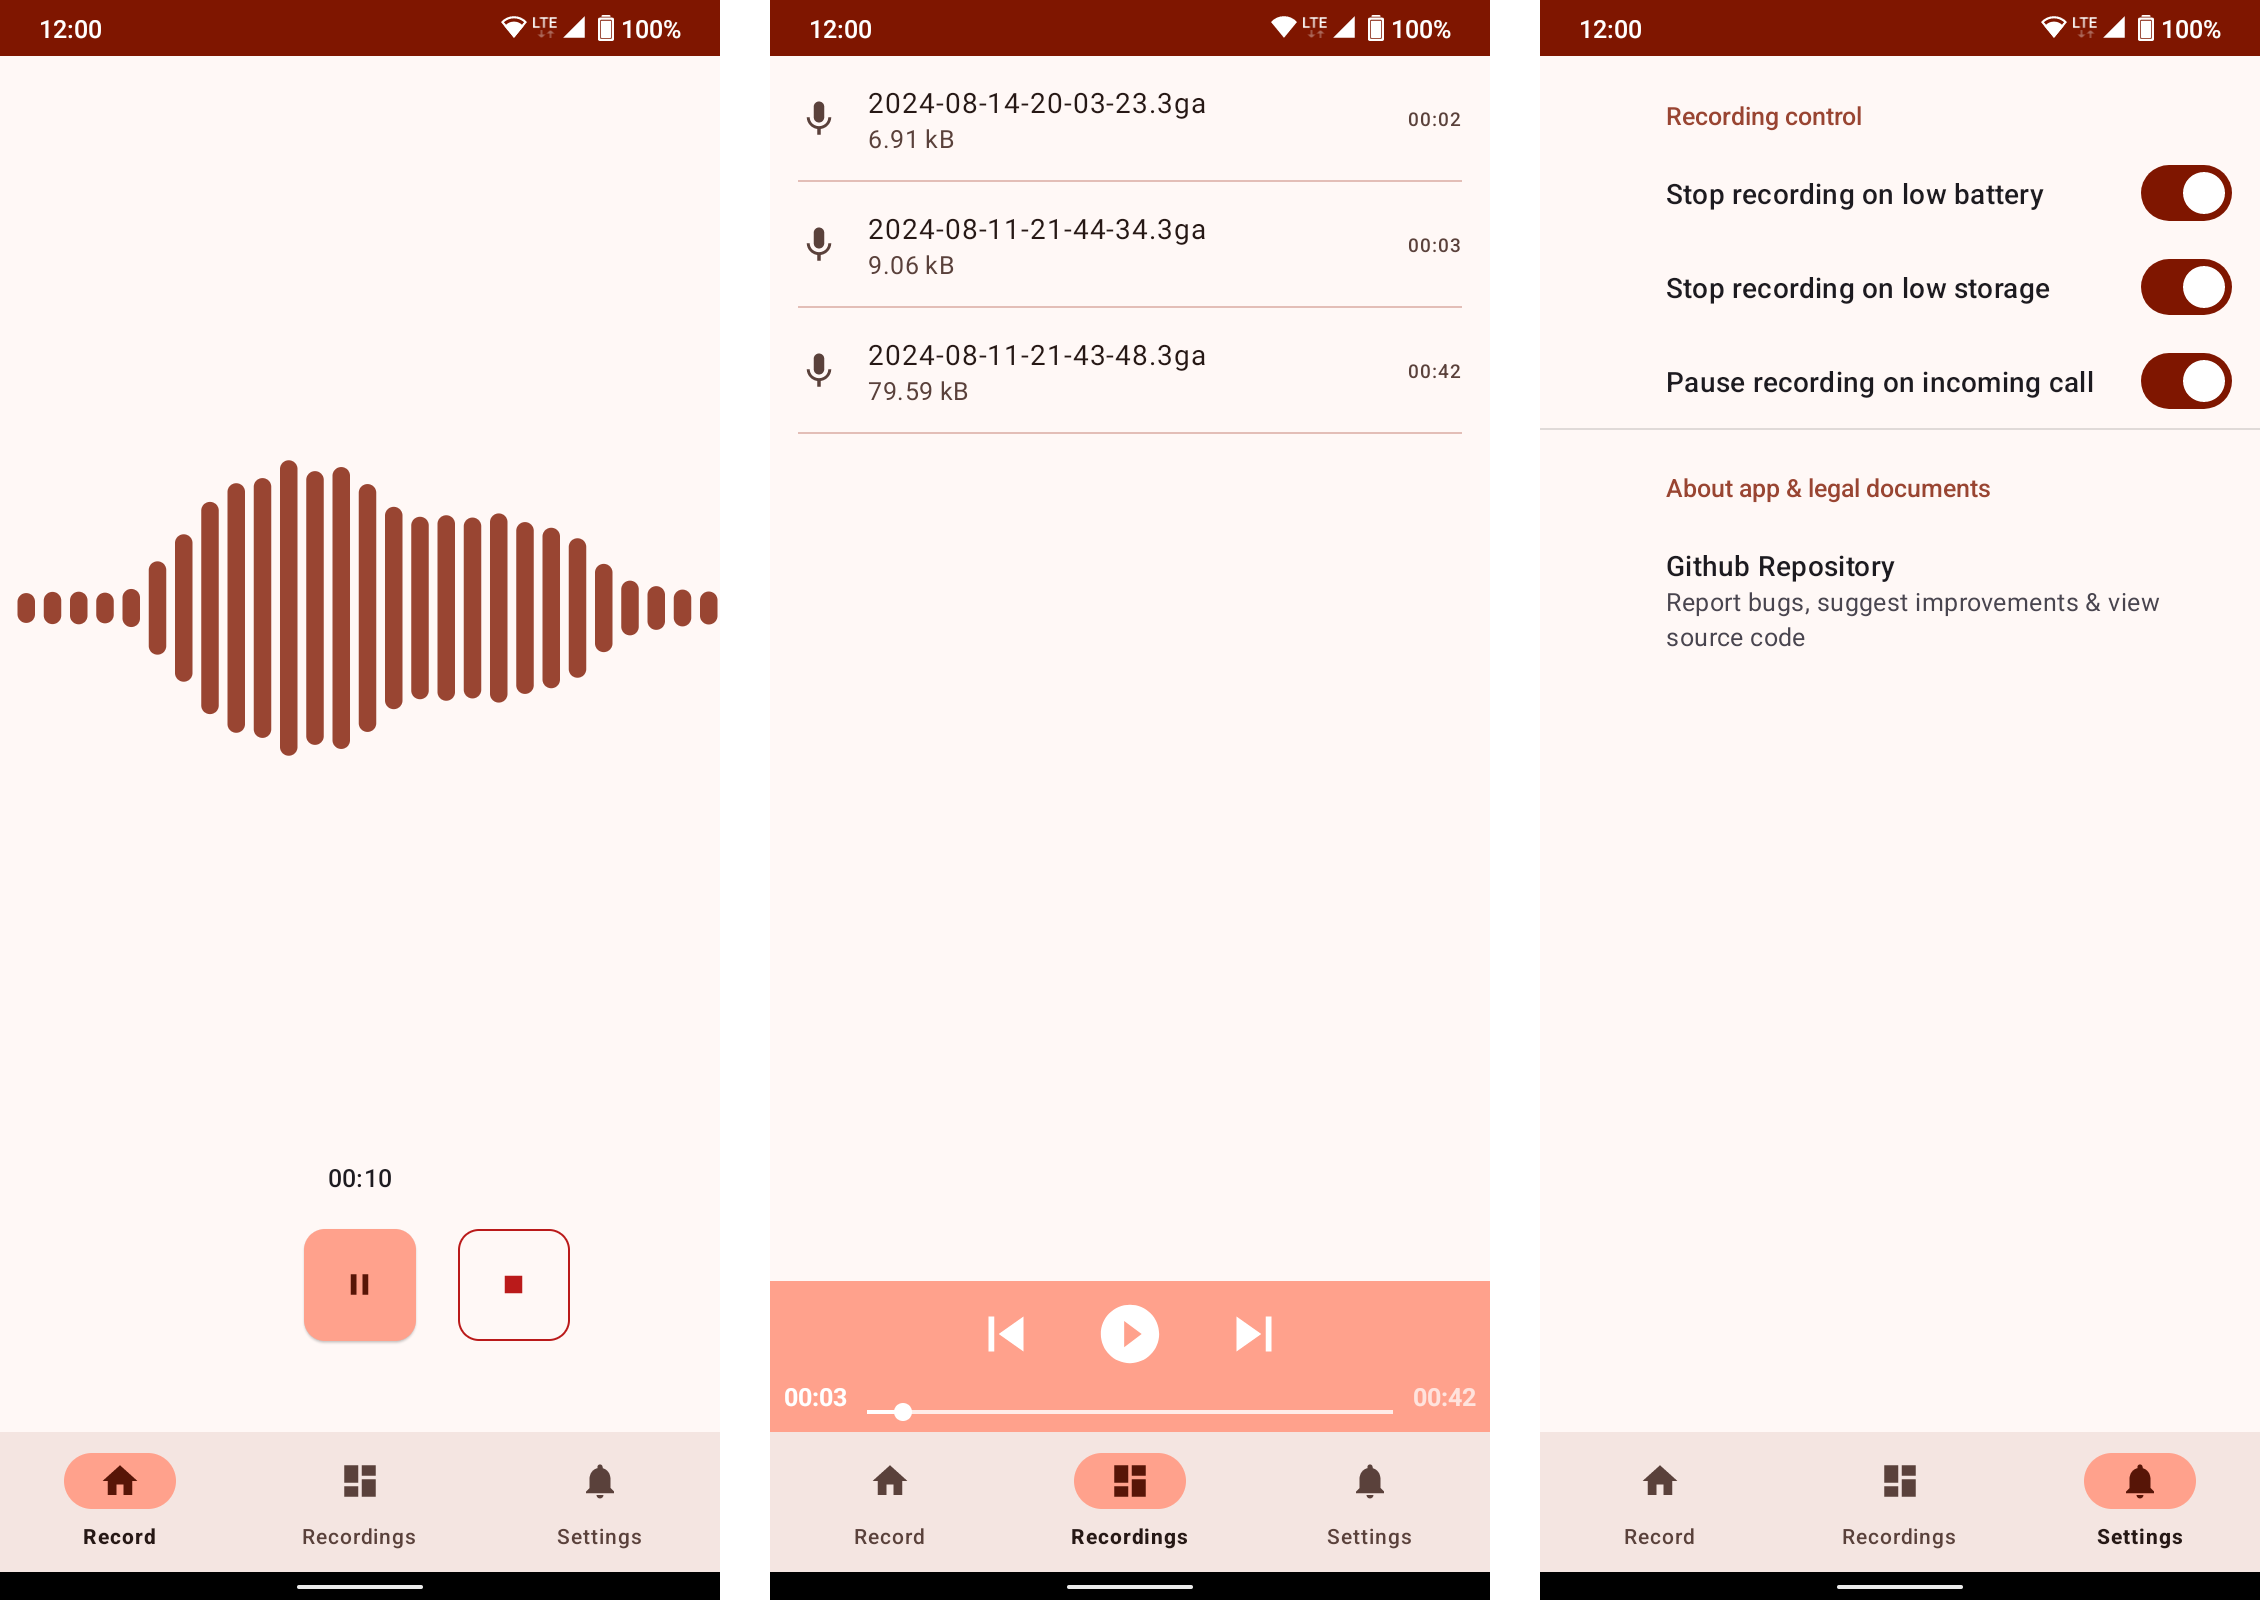 12:00 LTE 100%
00:10
Record Recordings Settings
12:00 LTE 100%
2024-08-14-20-03-23.3ga
6.91 kB
00:02
2024-08-11-21-44-34.3ga
9.06 kB
00:03
2024-08-11-21-43-48.3ga
79.59 kB
00:42
00:03 00:42
Record Recordings Settings
12:00 LTE 100%
Recording control
Stop recording on low battery
Stop recording on low storage
Pause recording on incoming call
About app & legal documents
Github Repository
Report bugs, suggest improvements & view
source code
Record Recordings Settings